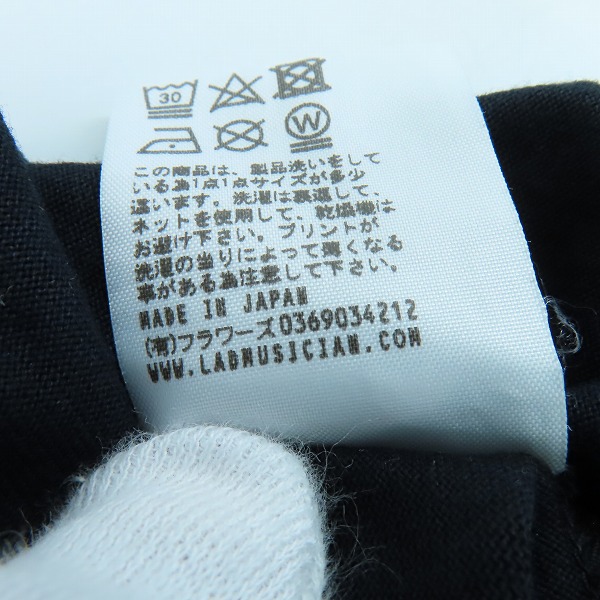 30
W
この商品は、製品洗いをして
いる為1点1点サイズが多少
違います。洗濯は裏返して
ネットを使用して、乾燥機は
お避け下さい。プリントが
洗濯の当りによって薄くなる
事がある為注意して下さい。
MADE IN JAPAN
(有)フラワーズ0369034212
WWW.LABMUSICIAN.COM